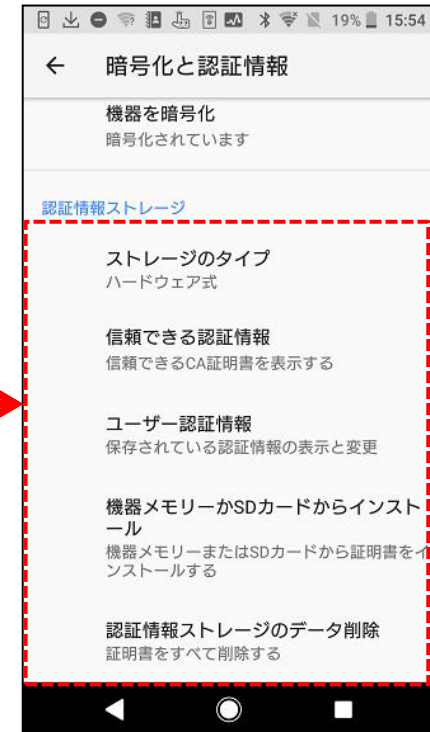 19% 15:54
暗号化と認証情報
機器を暗号化
暗号化されています
認証情報ストレージ
ストレージのタイプ
ハードウェア式
信頼できる認証情報
信頼できるCA証明書を表示する
ユーザー認証情報
保存されている認証情報の表示と変更
機器メモリーかSDカードからインスト
ール
機器メモリーまたはSDカードから証明書をイ
ンストールする
認証情報ストレージのデータ削除
証明書をすべて削除する